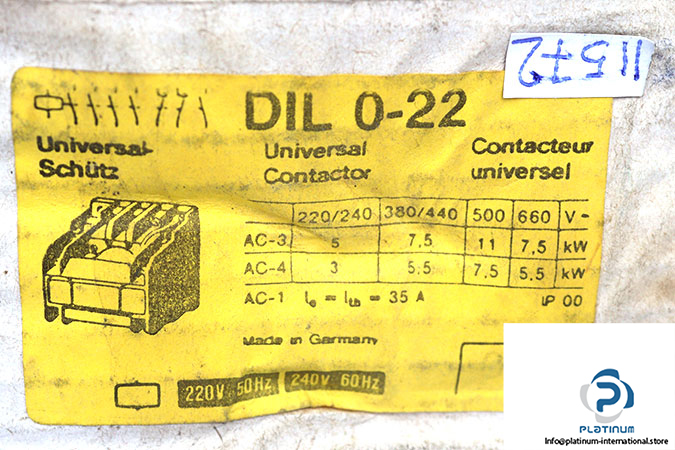 11572
DIL 0-22
Universal-
Schütz
Universal
Contactor
Contacteur
universel
220/240 380/440 500 660 V~
AC-3 5 7,5 11 7,5 kW
AC-4 3 5.5 7,5 5.5 kW
AC-1 Ie = Ith = 35 A IP 00
Made in Germany
220V 50Hz 240V 60Hz
PLATINUM
info@platinum-international.store